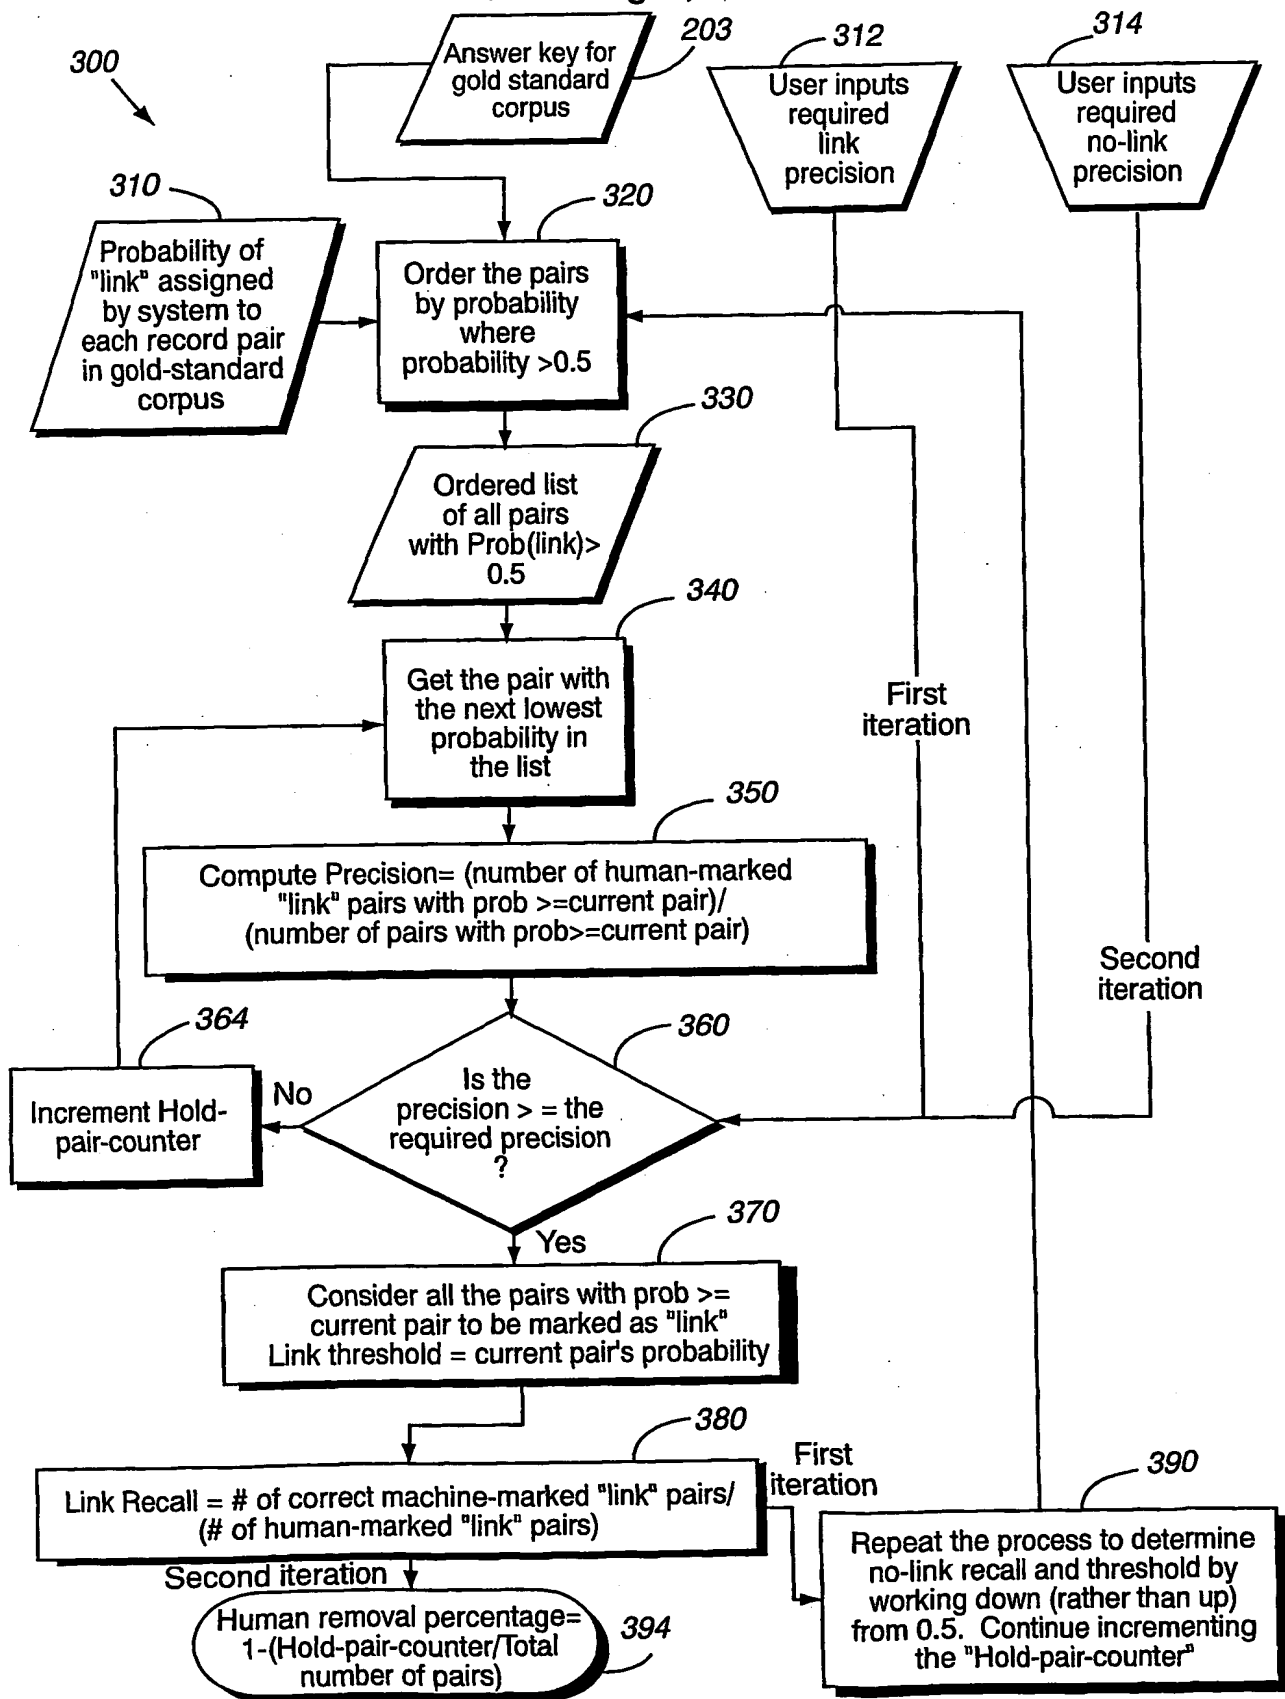 300
Answer key for
gold standard
corpus
203
312
User inputs
required
link
precision
314
User inputs
required
no-link
precision
310
Probability of
"link" assigned
by system to
each record pair
in gold-standard
corpus
320
Order the pairs
by probability
where
probability >0.5
330
Ordered list
of all pairs
with Prob(link)>
0.5
340
Get the pair with
the next lowest
probability in
the list
First
iteration
350
Compute Precision= (number of human-marked
"link" pairs with prob >=current pair)/
(number of pairs with prob>=current pair)
Second
iteration
364
Increment Hold-
pair-counter
No
360
Is the
precision > = the
required precision
?
Yes
370
Consider all the pairs with prob >=
current pair to be marked as "link"
Link threshold = current pair's probability
380
Link Recall = # of correct machine-marked "link" pairs/
(# of human-marked "link" pairs)
First
iteration
390
Repeat the process to determine
no-link recall and threshold by
working down (rather than up)
from 0.5. Continue incrementing
the "Hold-pair-counter"
Second iteration
Human removal percentage=
1-(Hold-pair-counter/Total
number of pairs)
394